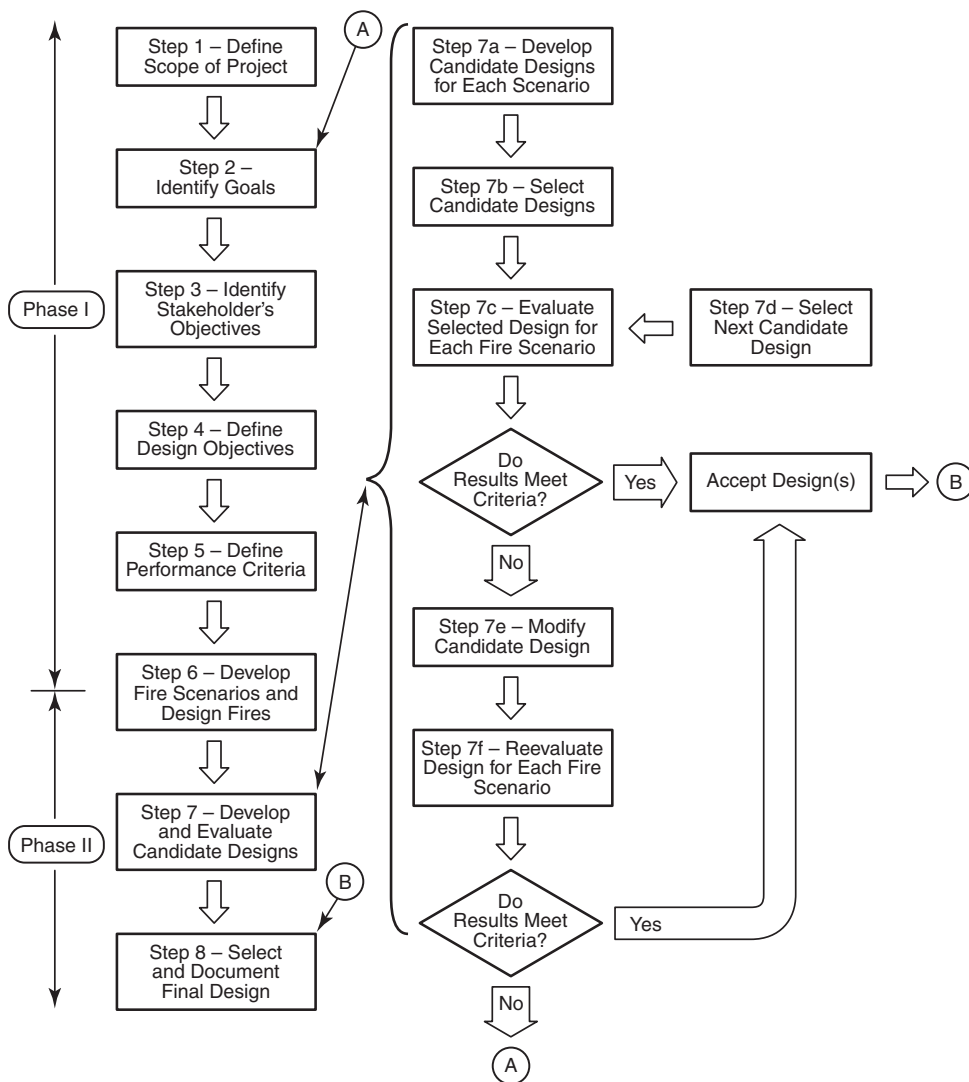 Step 1 – Define
Scope of Project
A
Step 2 –
Identify Goals
Phase I
Step 3 – Identify
Stakeholder's
Objectives
Step 4 – Define
Design Objectives
Step 5 – Define
Performance Criteria
Step 6 – Develop
Fire Scenarios and
Design Fires
Phase II
Step 7 – Develop
and Evaluate
Candidate Designs
B
Step 8 – Select
and Document
Final Design
Step 7a – Develop
Candidate Designs
for Each Scenario
Step 7b – Select
Candidate Designs
Step 7c – Evaluate
Selected Design for
Each Fire Scenario
Step 7d – Select
Next Candidate
Design
Do
Results Meet
Criteria?
Yes
Accept Design(s)
B
No
Step 7e – Modify
Candidate Design
Step 7f – Reevaluate
Design for Each Fire
Scenario
Do
Results Meet
Criteria?
Yes
No
A